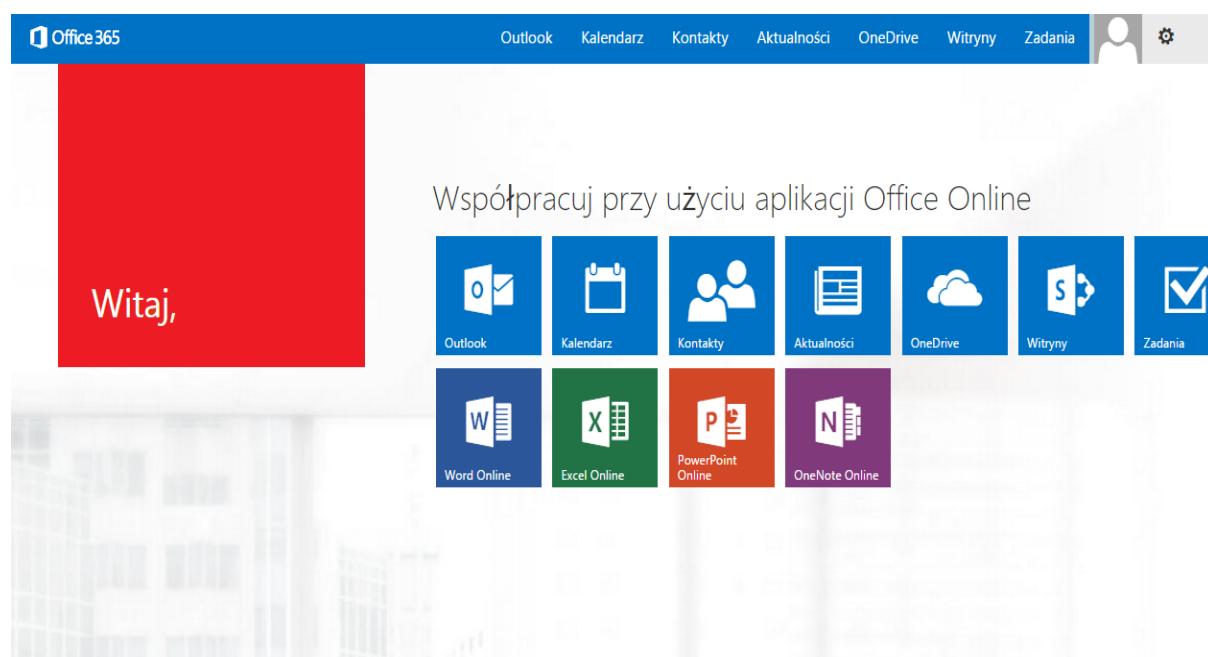 Office 365
Outlook Kalendarz Kontakty Aktualności OneDrive Witryny Zadania
Witaj,
Współpracuj przy użyciu aplikacji Office Online
Outlook Kalendarz Kontakty Aktualności OneDrive Witryny Zadania
Word Online Excel Online PowerPoint Online OneNote Online